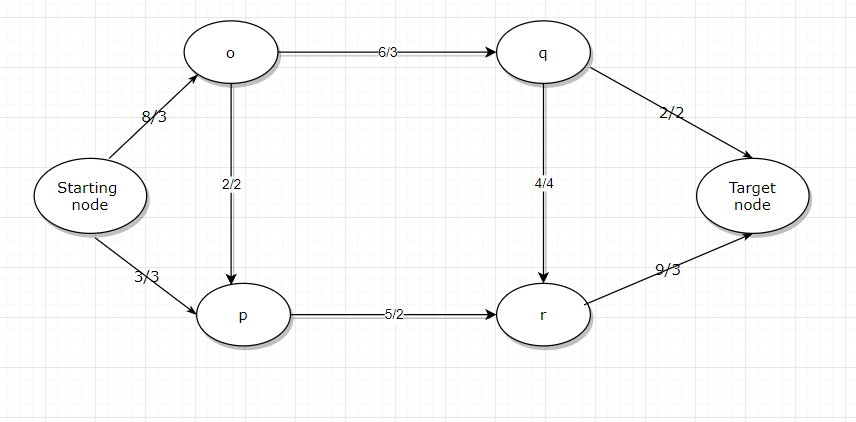 o
6/3
q
8/3
2/2
Starting
node
2/2
4/4
Target
node
3/3
9/3
p
5/2
r